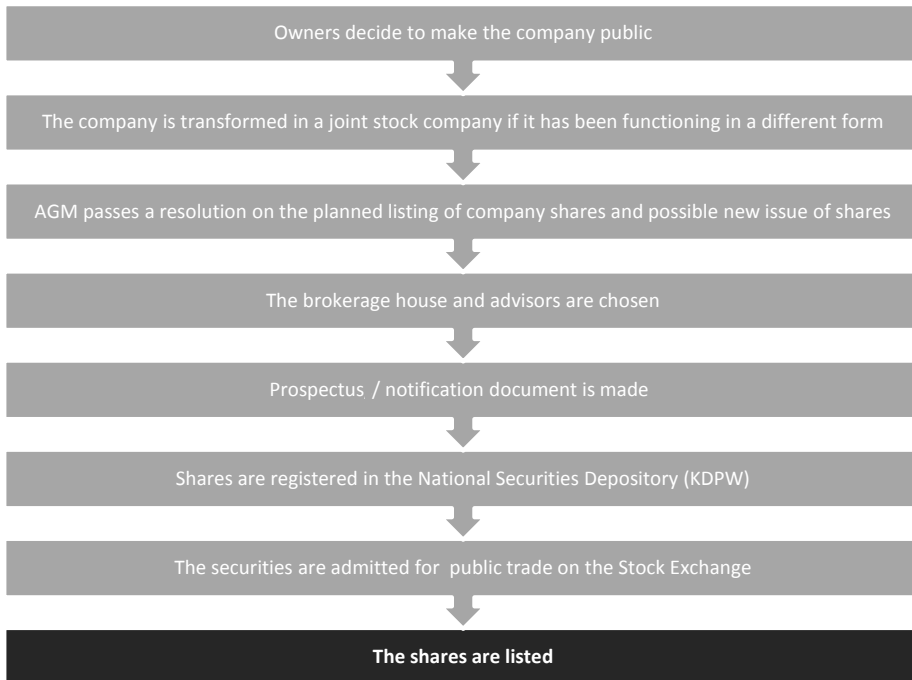 Owners decide to make the company public
The company is transformed in a joint stock company if it has been functioning in a different form
AGM passes a resolution on the planned listing of company shares and possible new issue of shares
The brokerage house and advisors are chosen
Prospectus / notification document is made
Shares are registered in the National Securities Depository (KDPW)
The securities are admitted for public trade on the Stock Exchange
The shares are listed